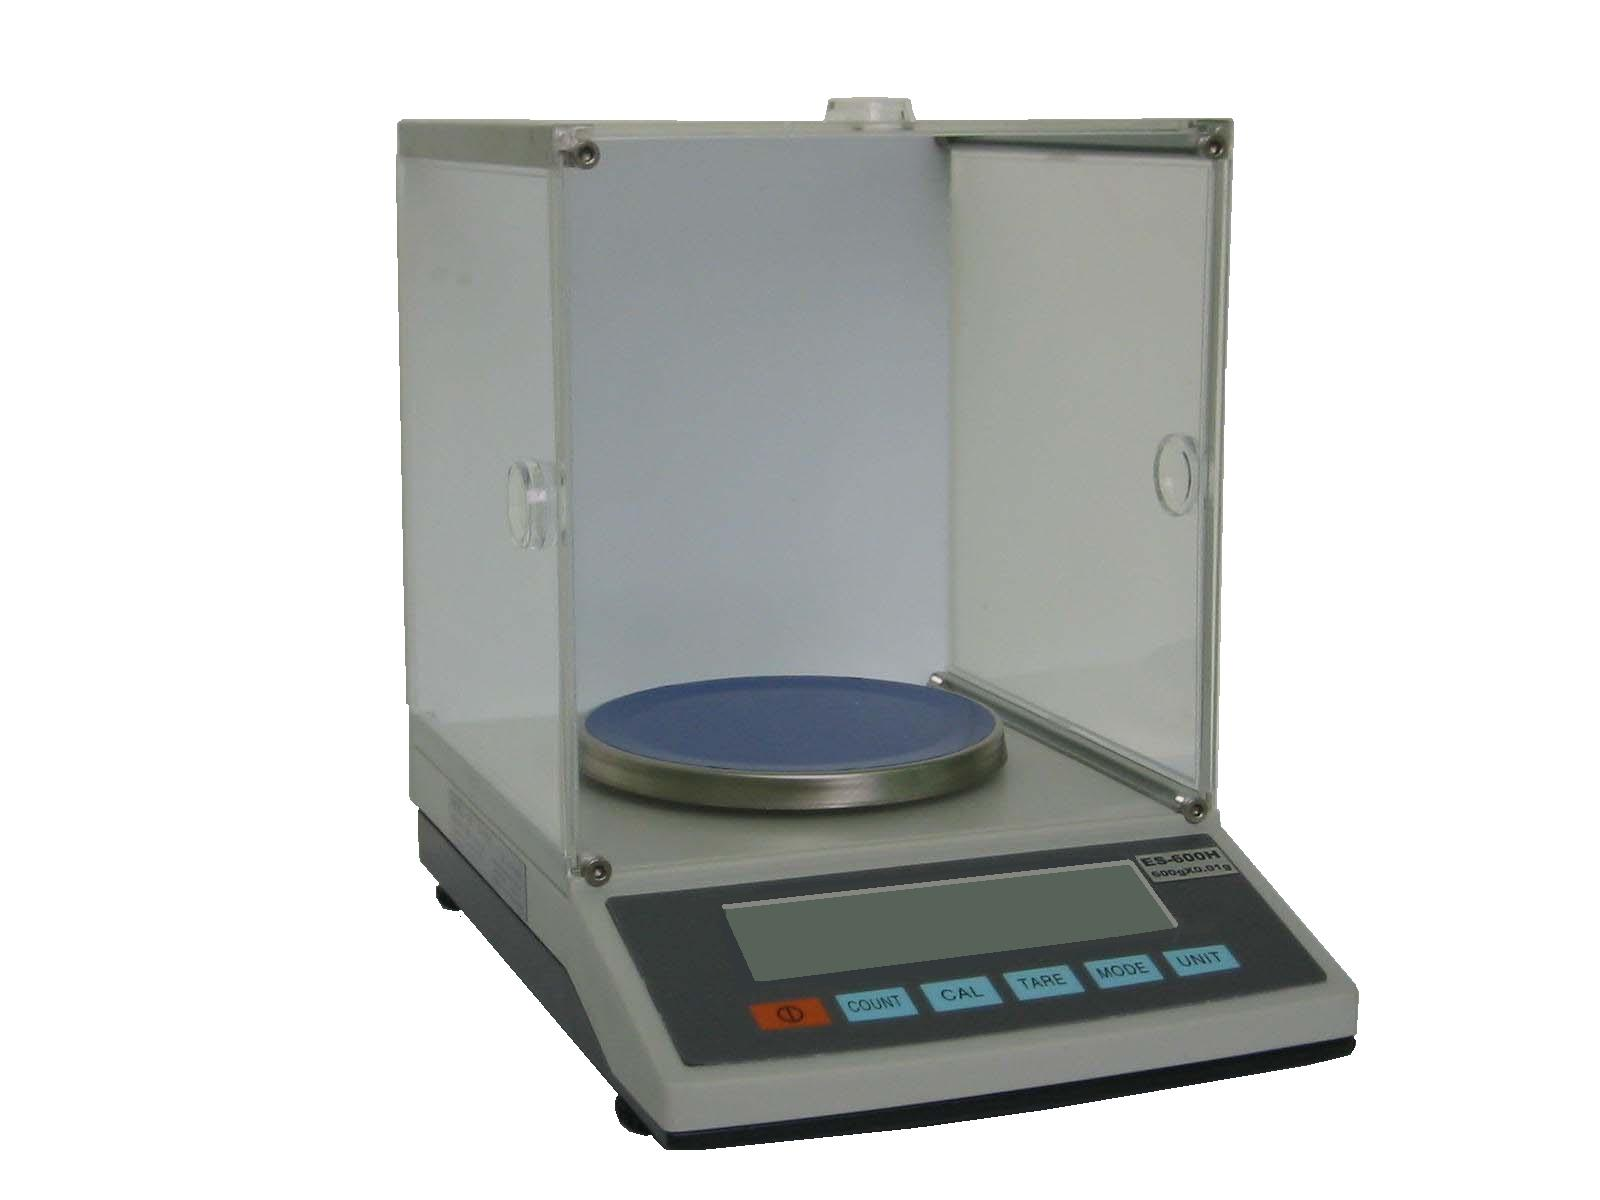 ES-600H
600gX0.01g
COUNT CAL TARE MODE UNIT